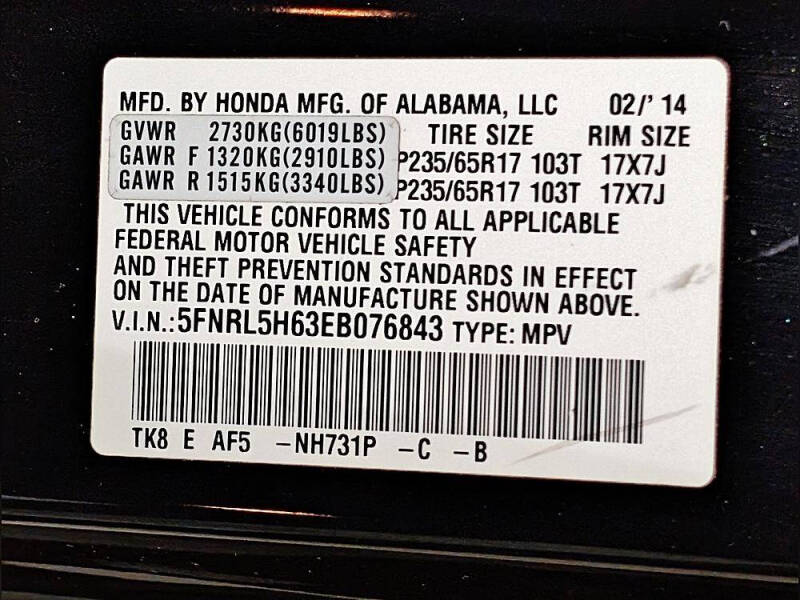 MFD. BY HONDA MFG. OF ALABAMA, LLC 02/' 14
GVWR 2730KG(6019LBS) TIRE SIZE RIM SIZE
GAWR F 1320KG(2910LBS) P235/65R17 103T 17X7J
GAWR R 1515KG(3340LBS) P235/65R17 103T 17X7J
THIS VEHICLE CONFORMS TO ALL APPLICABLE
FEDERAL MOTOR VEHICLE SAFETY
AND THEFT PREVENTION STANDARDS IN EFFECT
ON THE DATE OF MANUFACTURE SHOWN ABOVE.
V.I.N.:5FNRL5H63EB076843 TYPE: MPV
TK8 E AF5 -NH731P -C -B